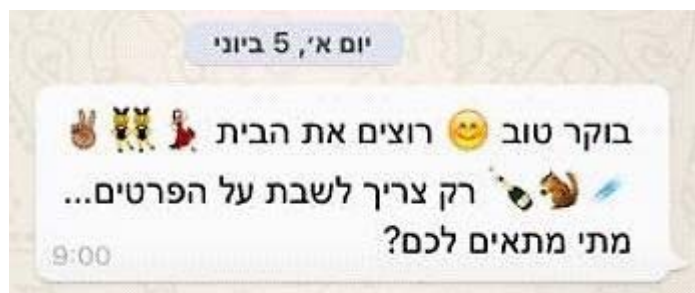 יום א׳, 5 ביוני
בוקר טוב 😊 רוצים את הבית 💃👯✌🏽
☄️🐿️🍾 רק צריך לשבת על הפרטים...
מתי מתאים לכם?
9:00